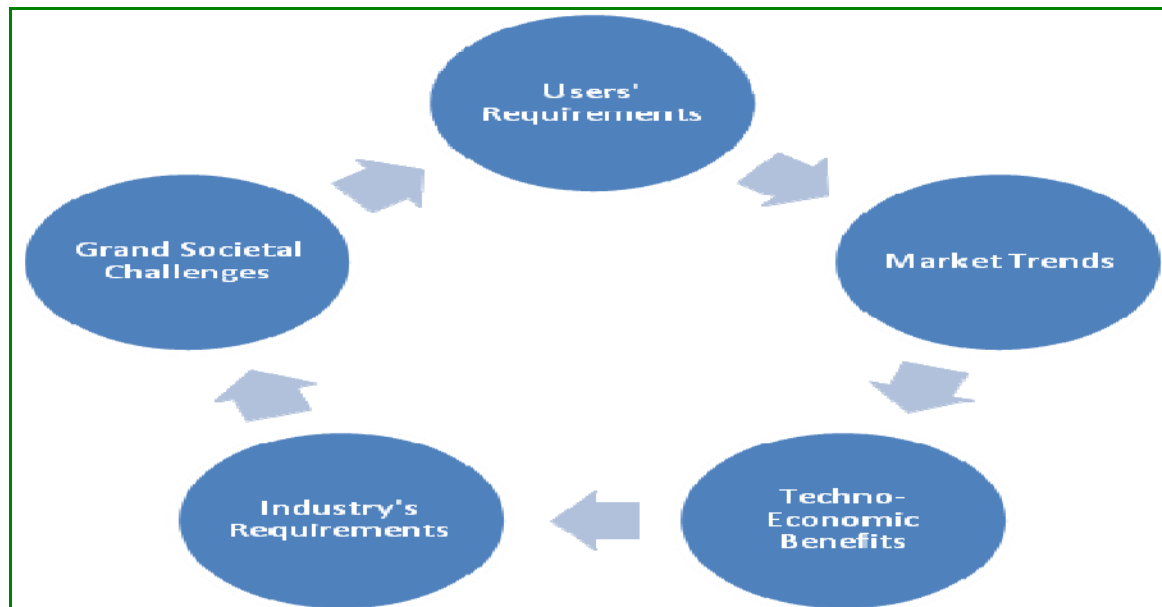 Users'
Requirements
Market Trends
Techno-
Economic
Benefits
Industry's
Requirements
Grand Societal
Challenges